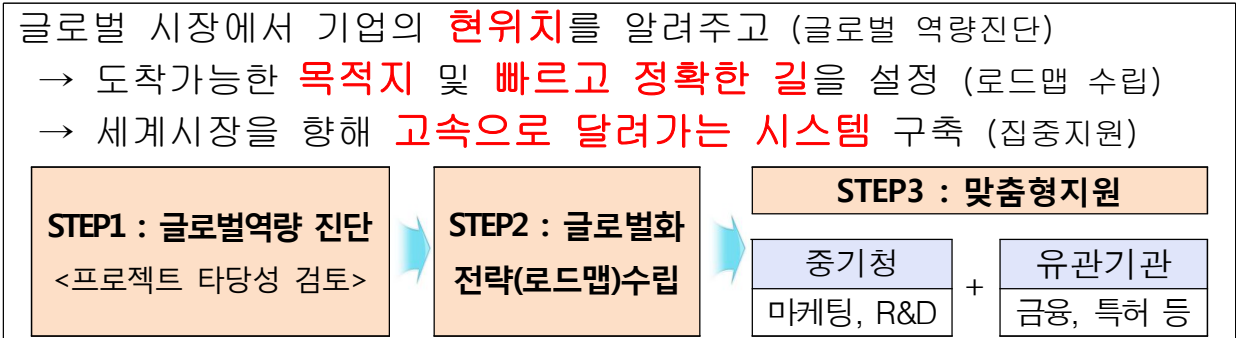 글로벌 시장에서 기업의 현위치를 알려주고 (글로벌 역량진단)
→ 도착가능한 목적지 및 빠르고 정확한 길을 설정 (로드맵 수립)
→ 세계시장을 향해 고속으로 달려가는 시스템 구축 (집중지원)
STEP1 : 글로벌역량 진단
<프로젝트 타당성 검토>
STEP2 : 글로벌화
전략(로드맵)수립
STEP3 : 맞춤형지원
중기청
마케팅, R&D
+
유관기관
금융, 특허 등